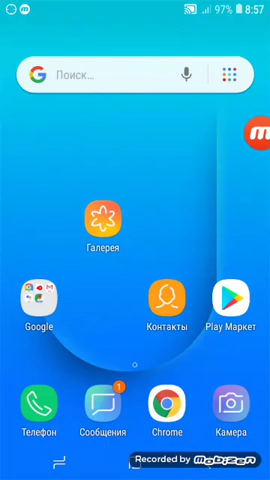 97% 8:57
Поиск...
Галерея
Google
Контакты
Play Маркет
1
Телефон
Сообщения
Chrome
Камера
Recorded by MOBIZEN